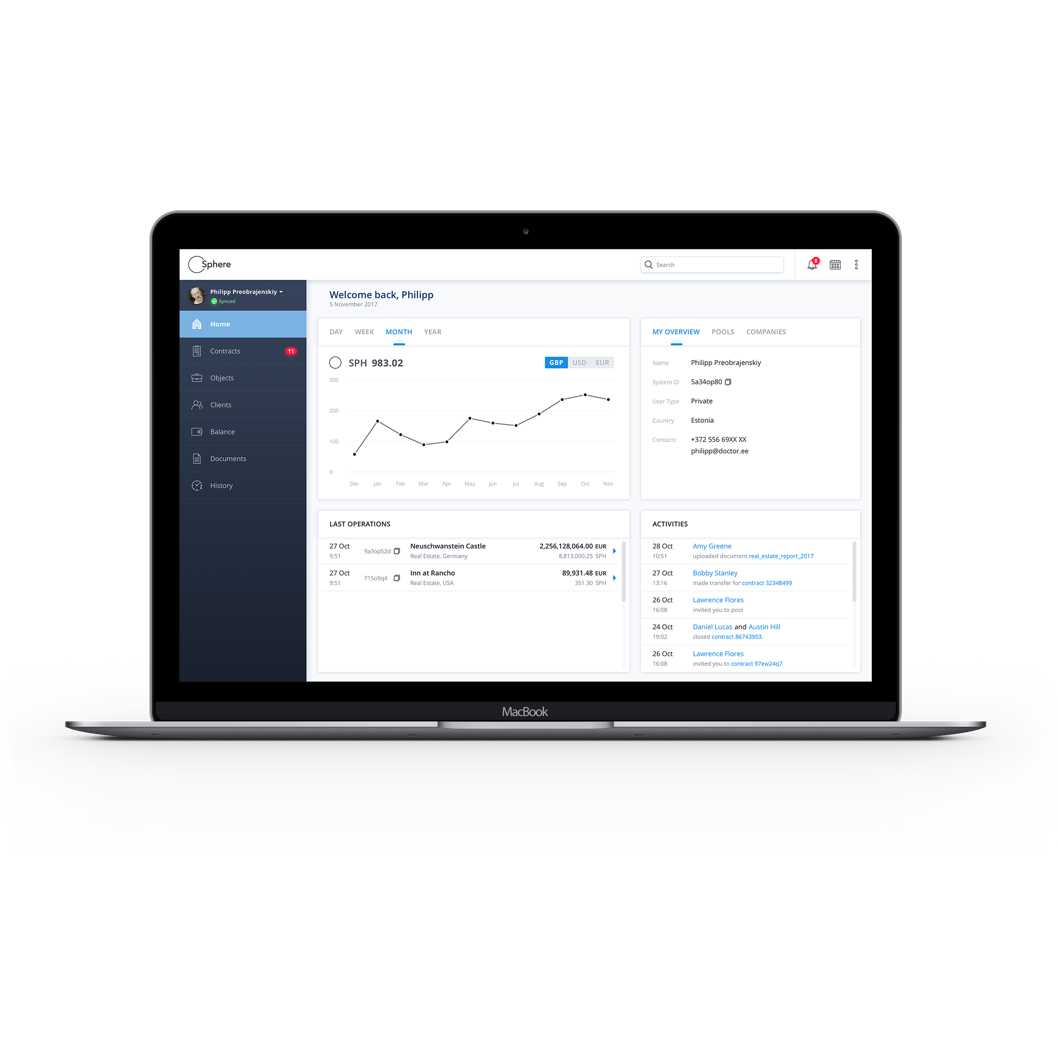 Sphere
Search
8
Philipp Preobrajenskiy
Synced
Home
Contracts 11
Objects
Clients
Balance
Documents
History
Welcome back, Philipp
5 November 2017
DAY WEEK MONTH YEAR
SPH 983.02
GBP USD EUR
300
200
100
0
Dec Jan Feb Mar Apr May Jun Jul Aug Sep Oct Nov
MY OVERVIEW POOLS COMPANIES
Name Philipp Preobrajenskiy
System ID 5a34op80
User Type Private
Country Estonia
Contacts +372 556 69XX XX
philipp@doctor.ee
LAST OPERATIONS
27 Oct Neuschwanstein Castle 2,256,128,064.00 EUR
9:51 9a3op52d Real Estate, Germany 8,813,000.25 SPH
27 Oct Inn at Rancho 89,931.48 EUR
9:51 715o9q4 Real Estate, USA 351.30 SPH
ACTIVITIES
28 Oct Amy Greene
10:51 uploaded document real_estate_report_2017
27 Oct Bobby Stanley
13:16 made transfer for contract 32348499
26 Oct Lawrence Flores
16:08 invited you to pool
24 Oct Daniel Lucas and Austin Hill
19:02 closed contract 86743903.
26 Oct Lawrence Flores
16:08 invited you to contract 97ew24q7
MacBook